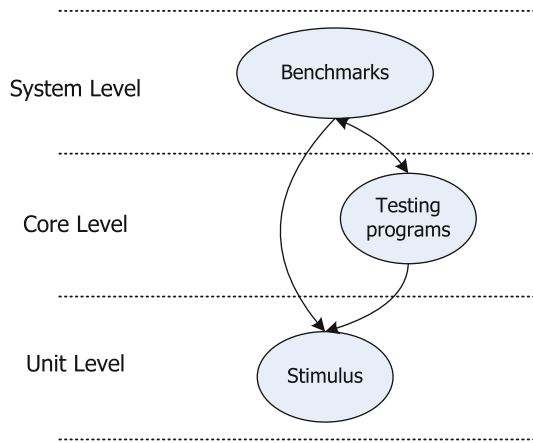 Benchmarks
System Level
Testing
programs
Core Level
Unit Level
Stimulus